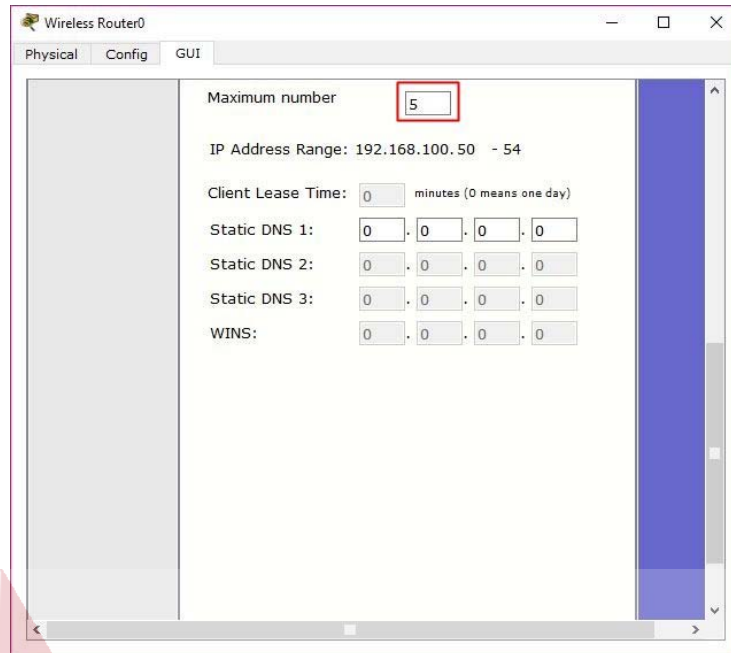 Wireless Router0
Physical Config GUI
Maximum number 5
IP Address Range: 192.168.100.50 - 54
Client Lease Time: 0 minutes (0 means one day)
Static DNS 1: 0 . 0 . 0 . 0
Static DNS 2: 0 . 0 . 0 . 0
Static DNS 3: 0 . 0 . 0 . 0
WINS: 0 . 0 . 0 . 0